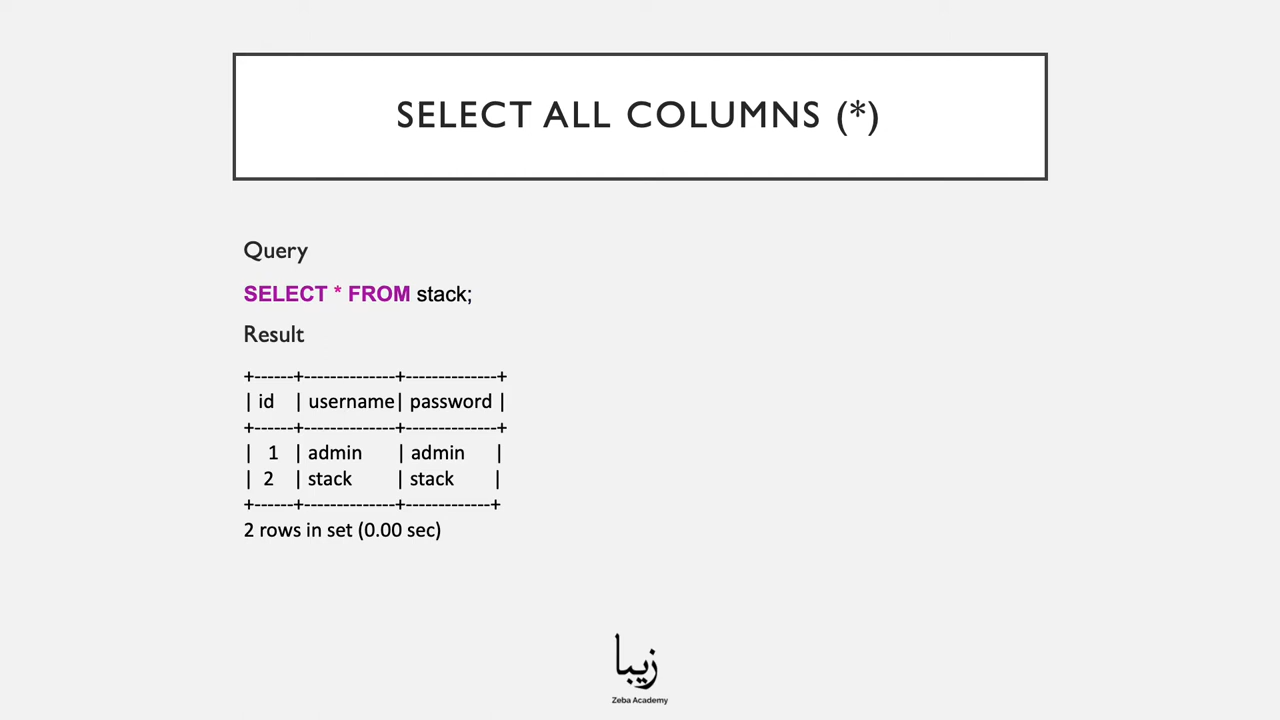 SELECT ALL COLUMNS (*)
Query
SELECT * FROM stack;
Result
+------+--------------+--------------+
| id | username| password |
+------+--------------+--------------+
| 1 | admin | admin |
| 2 | stack | stack |
+------+--------------+-------------+
2 rows in set (0.00 sec)
زیبا
Zeba Academy